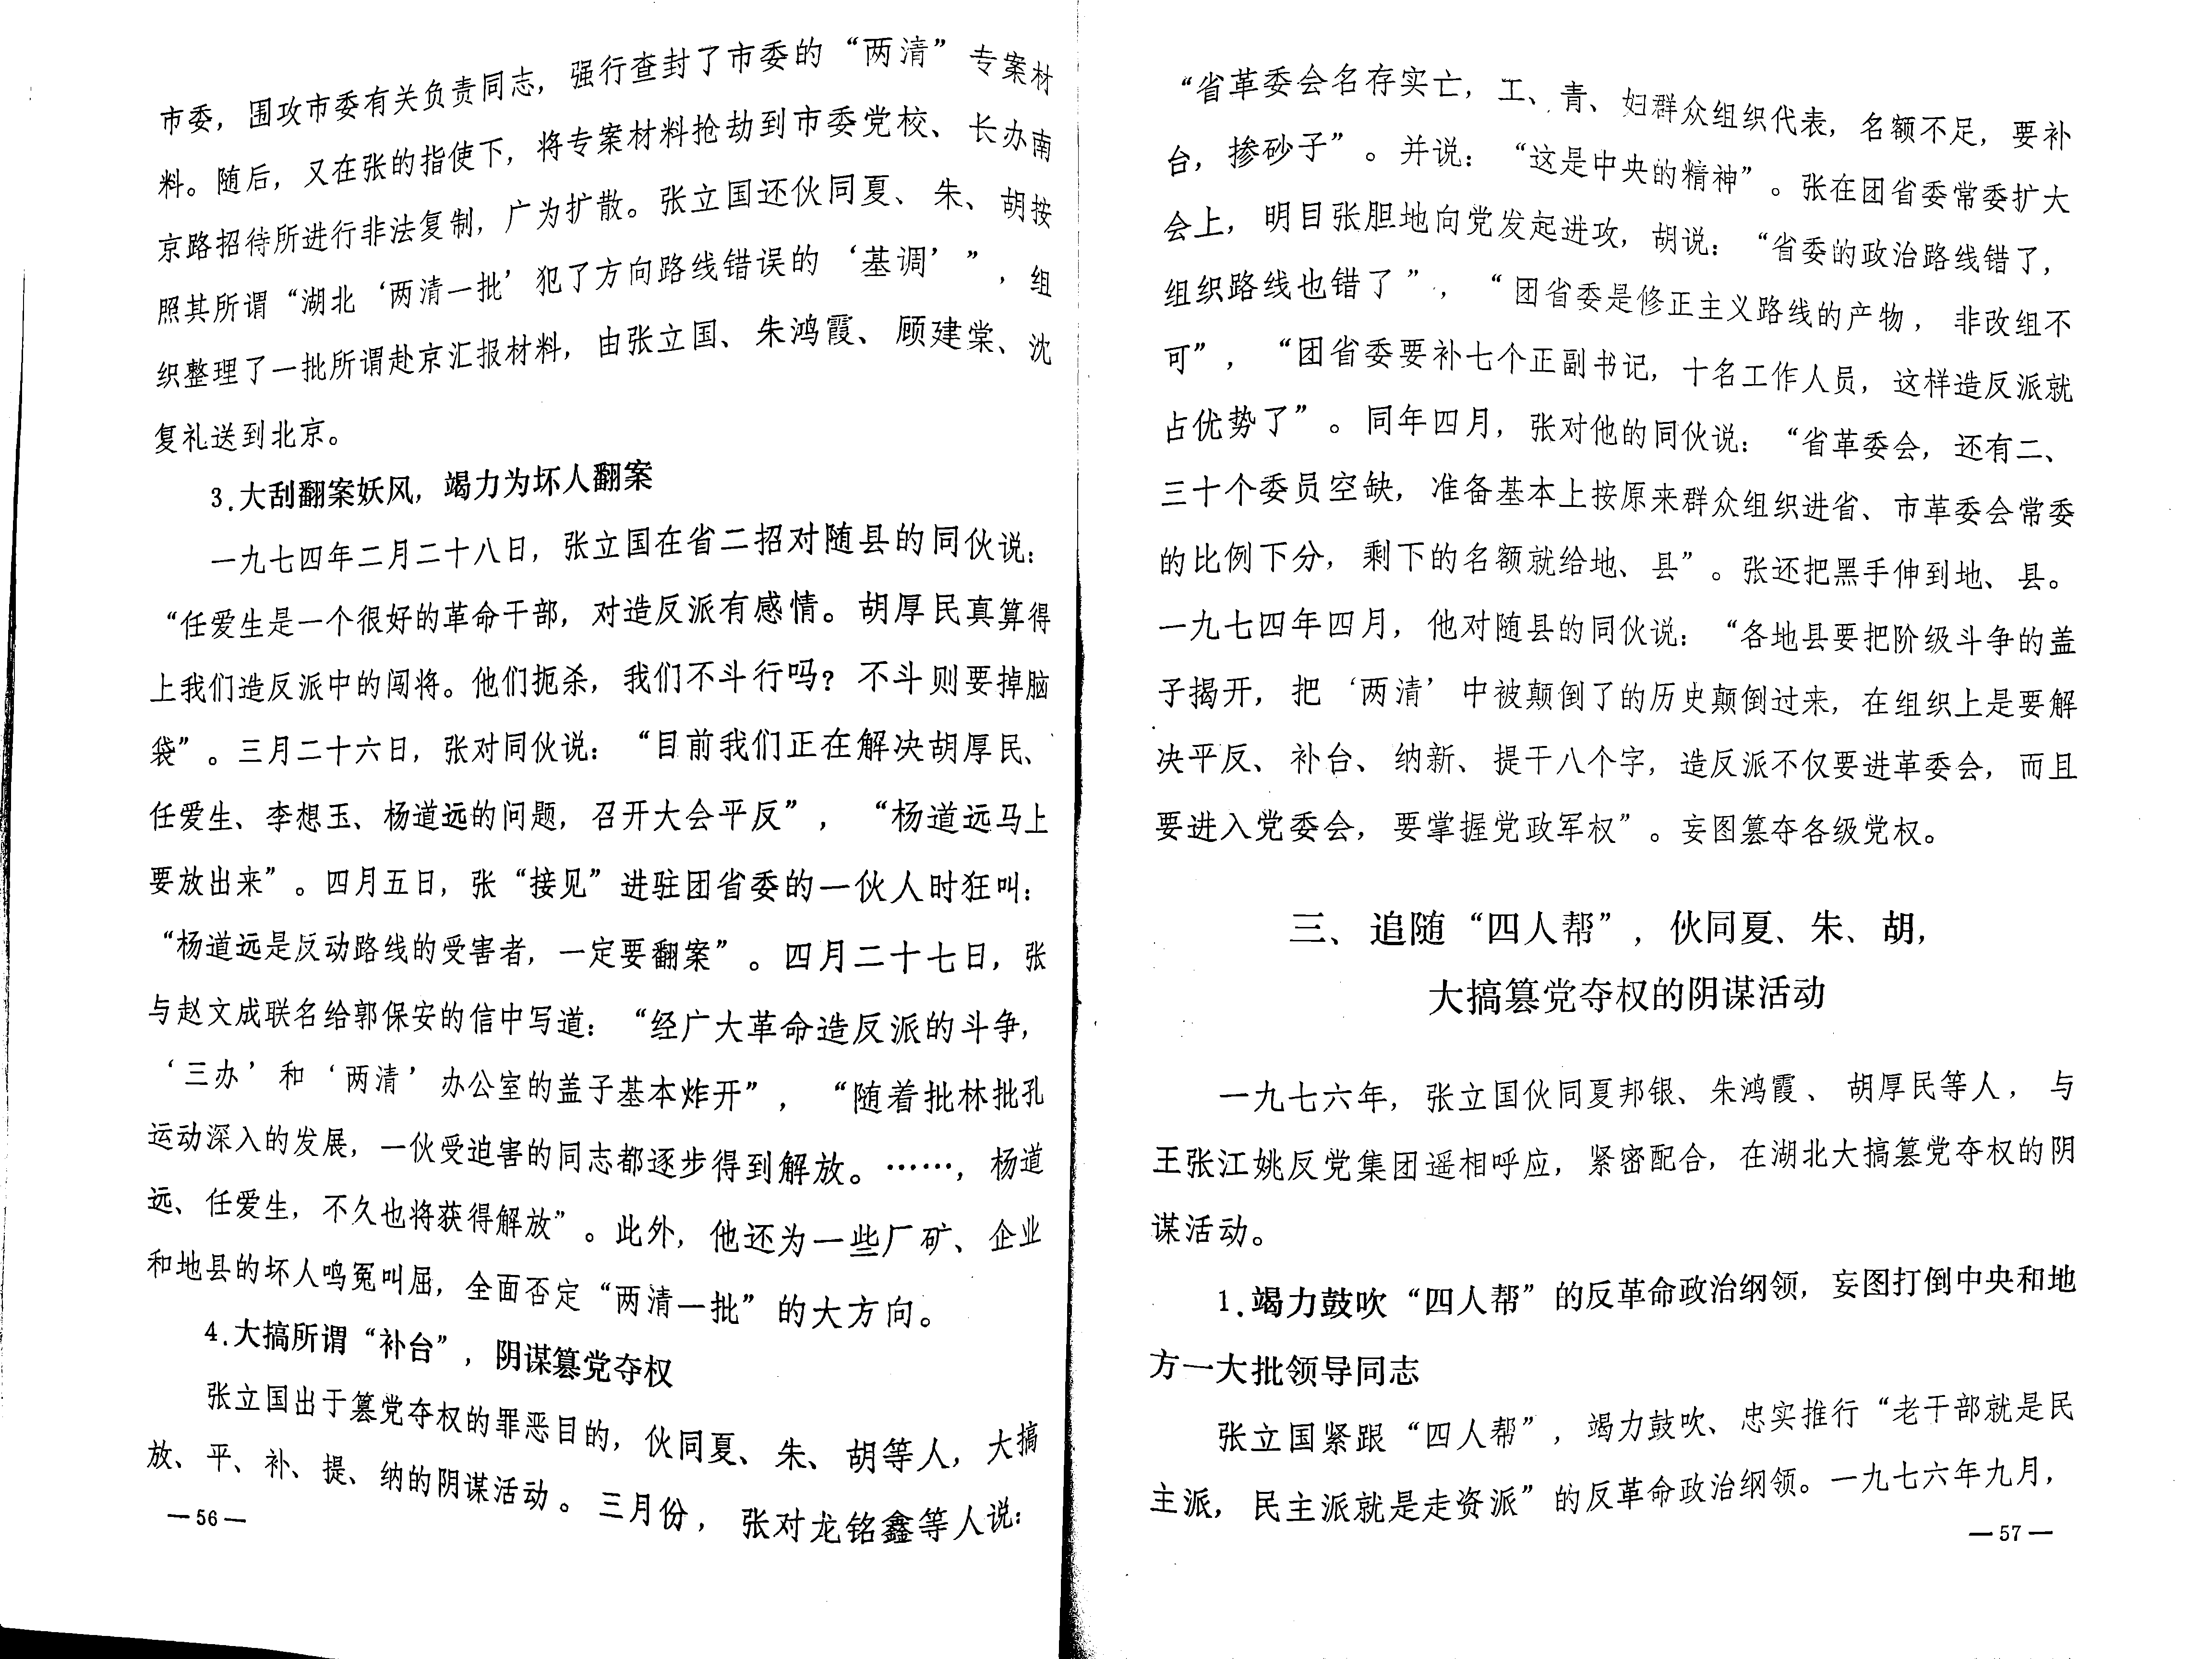 市委，围攻市委有关负责同志，强行查封了市委的“两清”专案材
料。随后，又在张的指使下，将专案材料抢劫到市委党校、长办南
京路招待所进行非法复制，广为扩散。张立国还伙同夏、朱、胡按
照其所谓“湖北‘两清一批’犯了方向路线错误的‘基调’”，组
织整理了一批所谓赴京汇报材料，由张立国、朱鸿霞、顾建棠、沈
复礼送到北京。
3.大刮翻案妖风，竭力为坏人翻案
一九七四年二月二十八日，张立国在省二招对随县的同伙说：
“任爱生是一个很好的革命干部，对造反派有感情。胡厚民真算得
上我们造反派中的闯将。他们扼杀，我们不斗行吗？不斗则要掉脑
袋”。三月二十六日，张对同伙说：“目前我们正在解决胡厚民、
任爱生、李想玉、杨道远的问题，召开大会平反”，“杨道远马上
要放出来”。四月五日，张“接见”进驻团省委的一伙人时狂叫：
“杨道远是反动路线的受害者，一定要翻案”。四月二十七日，张
与赵文成联名给郭保安的信中写道：“经广大革命造反派的斗争，
‘三办’和‘两清’办公室的盖子基本炸开”，“随着批林批孔
运动深入的发展，一伙受迫害的同志都逐步得到解放。……，杨道
远、任爱生，不久也将获得解放”。此外，他还为一些厂矿、企业
和地县的坏人鸣冤叫屈，全面否定“两清一批”的大方向。
4.大搞所谓“补台”，阴谋篡党夺权
张立国出于篡党夺权的罪恶目的，伙同夏、朱、胡等人，大搞
放、平、补、提、纳的阴谋活动。三月份，张对龙铭鑫等人说：
—56—
“省革委会名存实亡，工、青、妇群众组织代表，名额不足，要补
台，掺砂子”。并说：“这是中央的精神”。张在团省委常委扩大
会上，明目张胆地向党发起进攻，胡说：“省委的政治路线错了，
组织路线也错了”，“团省委是修正主义路线的产物，非改组不
可”，“团省委要补七个正副书记，十名工作人员，这样造反派就
占优势了”。同年四月，张对他的同伙说：“省革委会，还有二、
三十个委员空缺，准备基本上按原来群众组织进省、市革委会常委
的比例下分，剩下的名额就给地、县”。张还把黑手伸到地、县。
一九七四年四月，他对随县的同伙说：“各地县要把阶级斗争的盖
子揭开，把‘两清’中被颠倒了的历史颠倒过来，在组织上是要解
决平反、补台、纳新、提干八个字，造反派不仅要进革委会，而且
要进入党委会，要掌握党政军权”。妄图篡夺各级党权。
三、追随“四人帮”，伙同夏、朱、胡，
大搞篡党夺权的阴谋活动
一九七六年，张立国伙同夏邦银、朱鸿霞、胡厚民等人，与
王张江姚反党集团遥相呼应，紧密配合，在湖北大搞篡党夺权的阴
谋活动。
1.竭力鼓吹“四人帮”的反革命政治纲领，妄图打倒中央和地
方一大批领导同志
张立国紧跟“四人帮”，竭力鼓吹、忠实推行“老干部就是民
主派，民主派就是走资派”的反革命政治纲领。一九七六年九月，
—57—